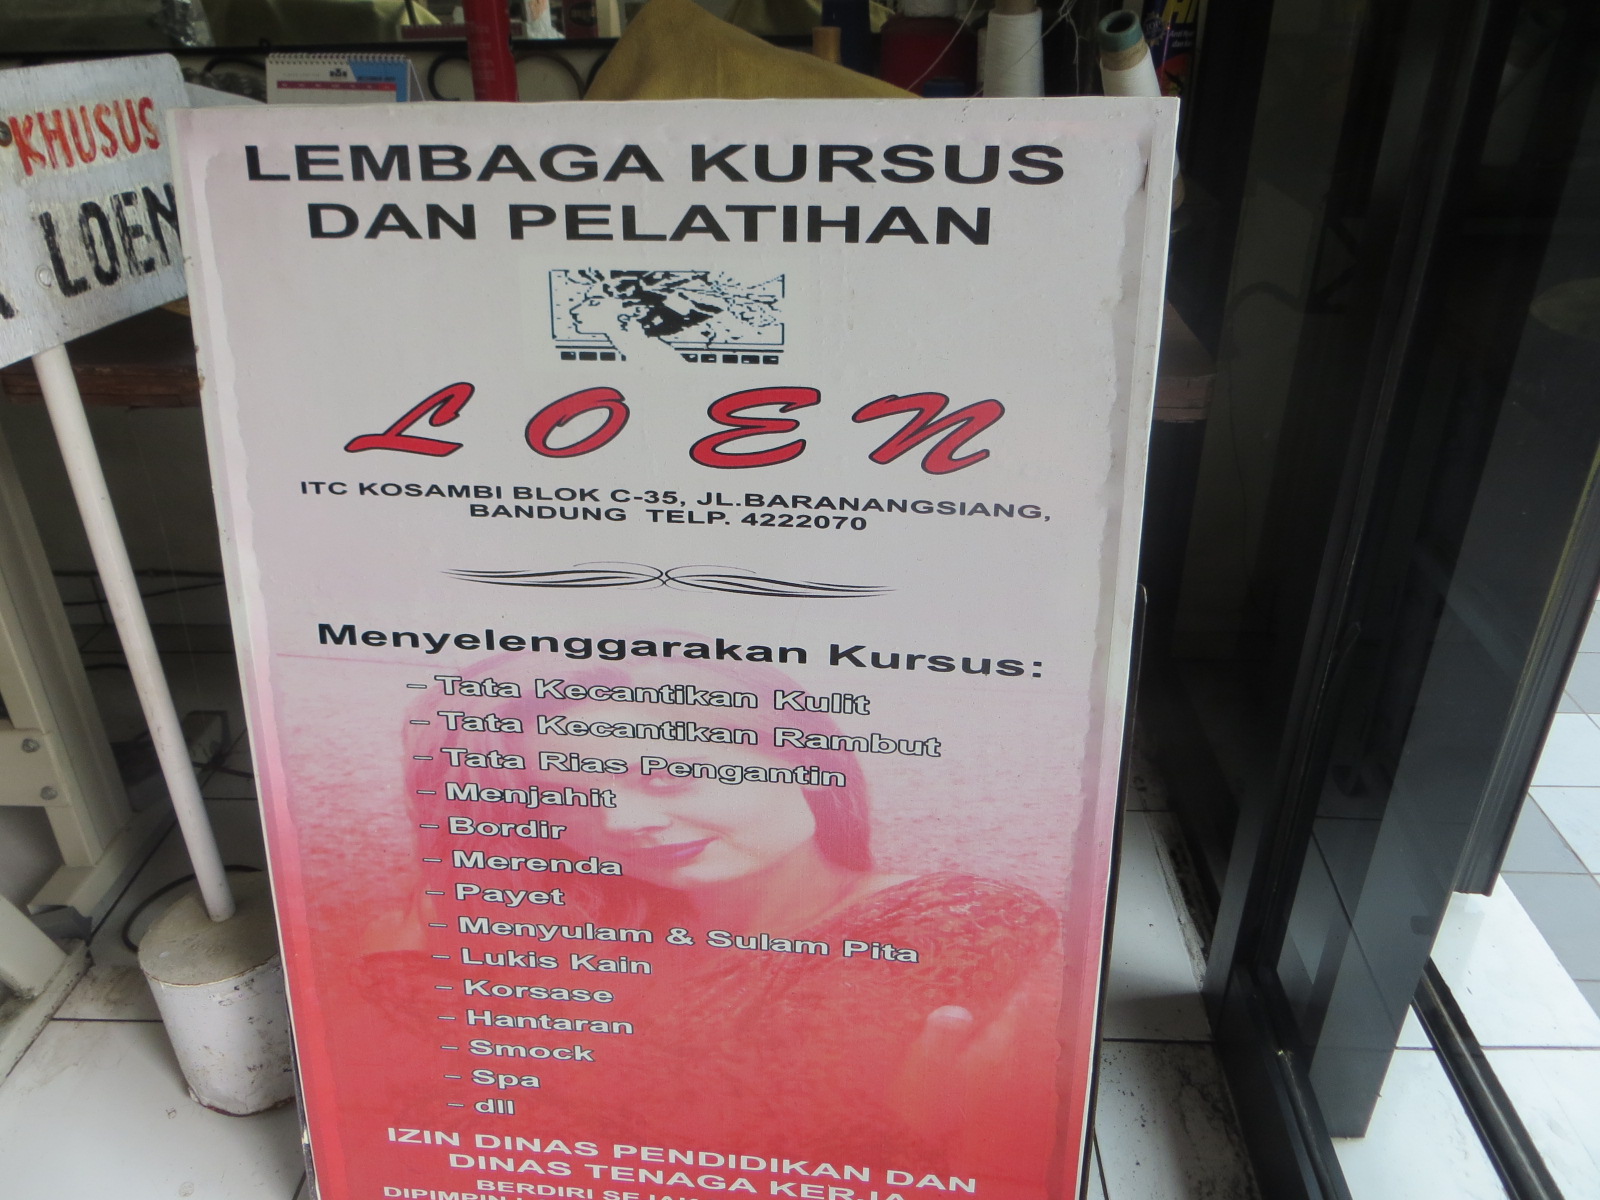 KHUSUS
LOEN
LEMBAGA KURSUS
DAN PELATIHAN
LOEN
ITC KOSAMBI BLOK C-35, JL.BARANANGSIANG,
BANDUNG TELP. 4222070
Menyelenggarakan Kursus:
– Tata Kecantikan Kulit
– Tata Kecantikan Rambut
– Tata Rias Pengantin
– Menjahit
– Bordir
– Merenda
– Payet
– Menyulam & Sulam Pita
– Lukis Kain
– Korsase
– Hantaran
– Smock
– Spa
– dll
IZIN DINAS PENDIDIKAN DAN
DINAS TENAGA KERJA
BERDIRI
DIPIMPIN